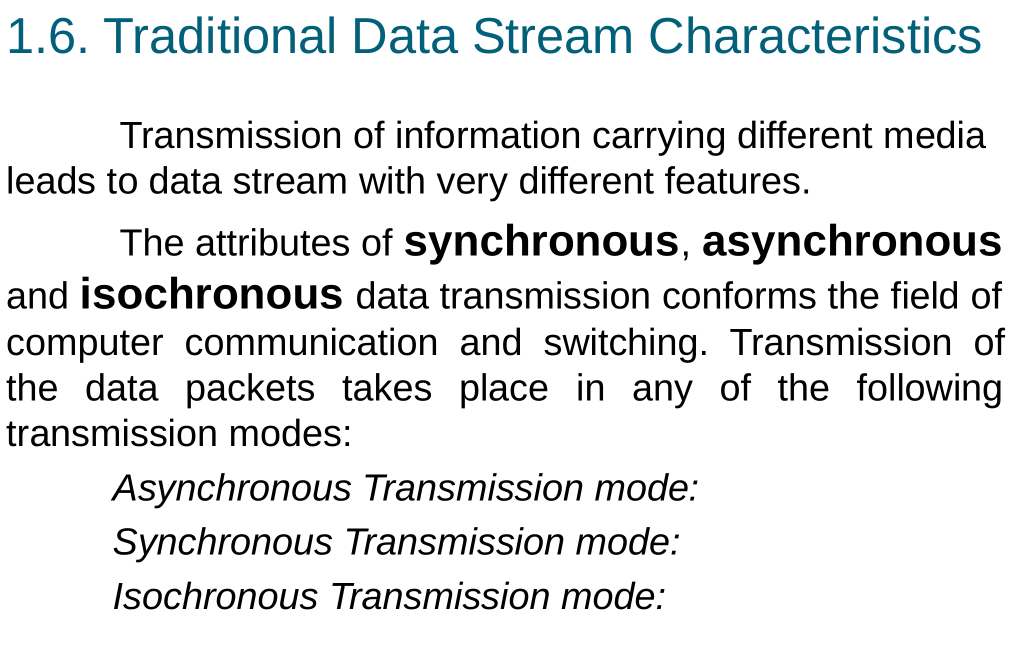 1.6. Traditional Data Stream Characteristics
Transmission of information carrying different media
leads to data stream with very different features.
The attributes of synchronous, asynchronous
and isochronous data transmission conforms the field of
computer communication and switching. Transmission of
the data packets takes place in any of the following
transmission modes:
Asynchronous Transmission mode:
Synchronous Transmission mode:
Isochronous Transmission mode: